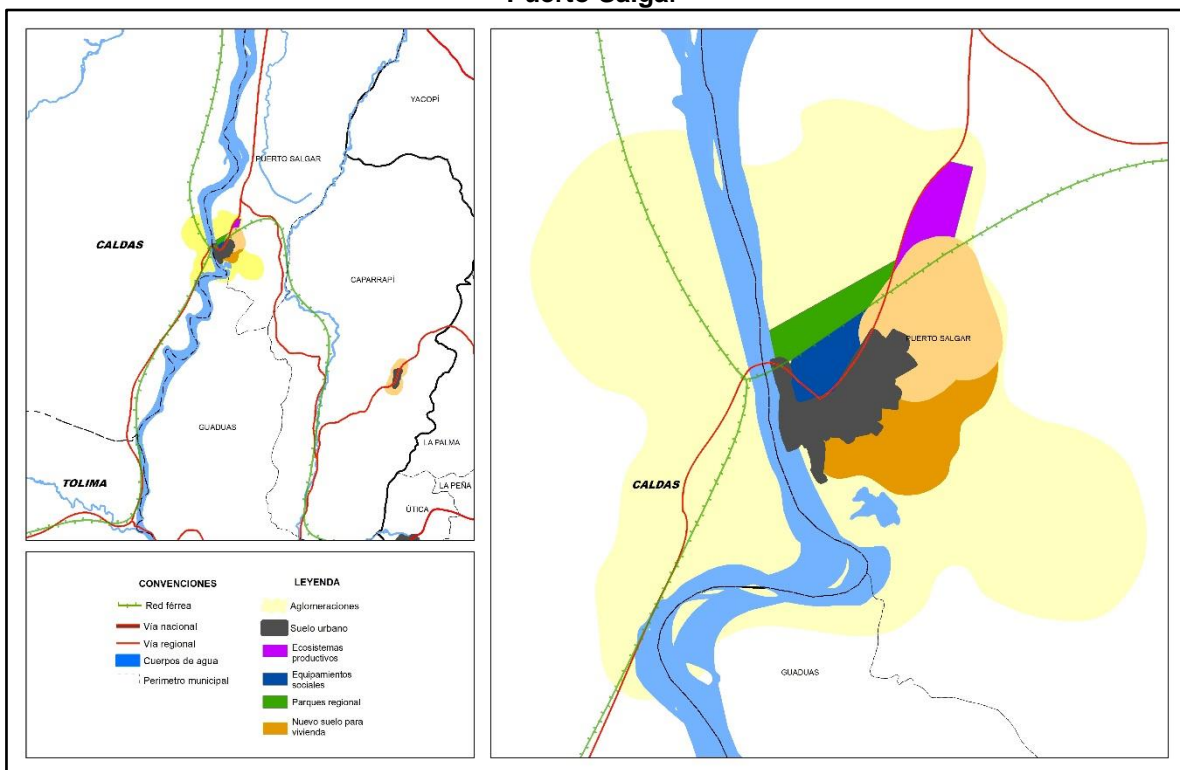 Puerto Salgar
YACOPÍ
PUERTO SALGAR
CALDAS
CAPARRAPÍ
GUADUAS
LA PALMA
LA PEÑA
TOLIMA
ÚTICA
CONVENCIONES
Red férrea
Vía nacional
Vía regional
Cuerpos de agua
Perimetro municipal
LEYENDA
Aglomeraciones
Suelo urbano
Ecosistemas
productivos
Equipamientos
sociales
Parques regional
Nuevo suelo para
vivienda
PUERTO SALGAR
CALDAS
GUADUAS